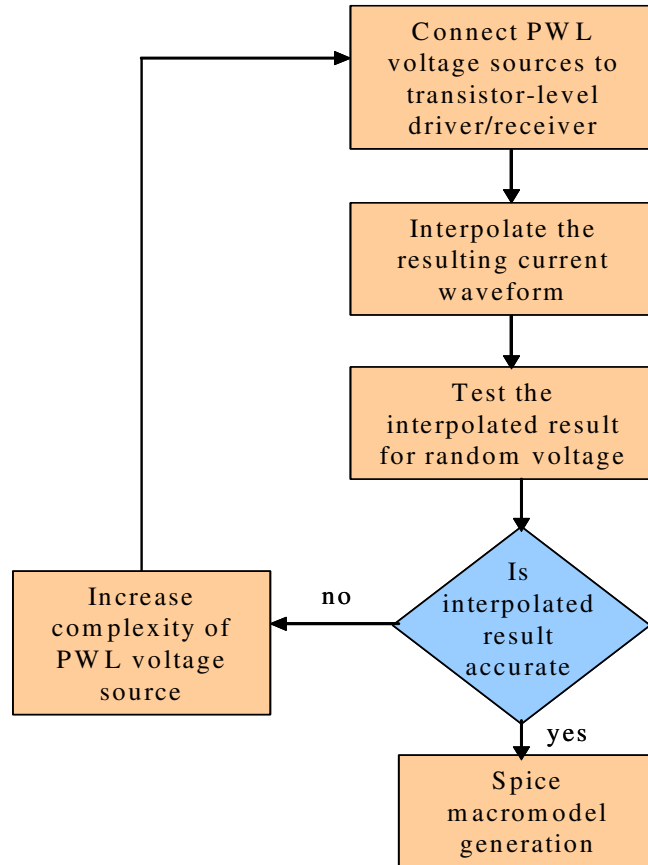 Connect PWL
voltage sources to
transistor-level
driver/receiver
Interpolate the
resulting current
waveform
Test the
interpolated result
for random voltage
Is
interpolated
result
accurate
no
Increase
complexity of
PWL voltage
source
yes
Spice
macromodel
generation